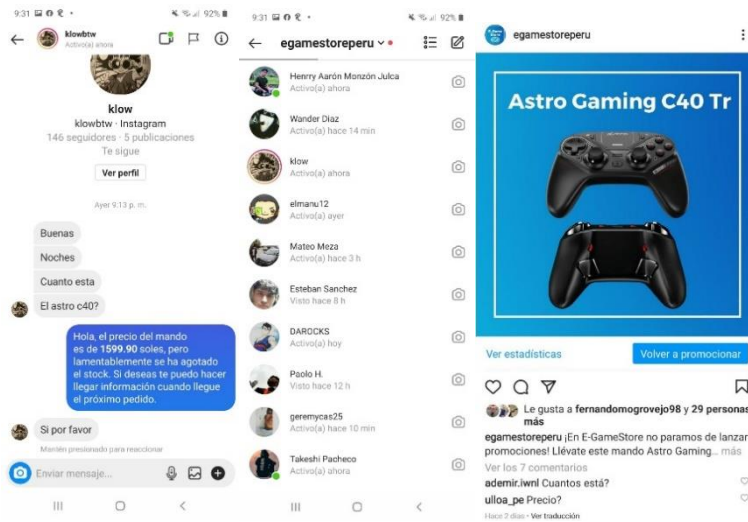 9:31
92%
klowbtw
Activo(a) ahora
klow
klowbtw · Instagram
146 seguidores · 5 publicaciones
Te sigue
Ver perfil
Ayer 9:13 p. m.
Buenas
Noches
Cuanto esta
El astro c40?
Hola, el precio del mando
es de 1599.90 soles, pero
lamentablemente se ha agotado
el stock. Si deseas te puedo hacer
llegar información cuando llegue
el próximo pedido.
Si por favor
Mantén presionado para reaccionar
Enviar mensaje...
9:31
92%
egamestoreperu
Henrry Aarón Monzón Julca
Activo(a) ahora
Wander Diaz
Activo(a) hace 14 min
klow
Activo(a) ahora
elmanu12
Activo(a) ayer
Mateo Meza
Activo(a) hace 3 h
Esteban Sanchez
Visto hace 8 h
DAROCKS
Activo(a) hoy
Paolo H.
Visto hace 12 h
geremycas25
Activo(a) hace 10 min
Takeshi Pacheco
Activo(a) ahora
egamestoreperu
Astro Gaming C40 Tr
Ver estadísticas
Volver a promocionar
Le gusta a fernandomogrovejo98 y 29 personas
más
egamestoreperu ¡En E-GameStore no paramos de lanzar
promociones! Llévate este mando Astro Gaming... más
Ver los 7 comentarios
ademir.iwnl Cuantos está?
ulloa_pe Precio?
Hace 2 días · Ver traducción